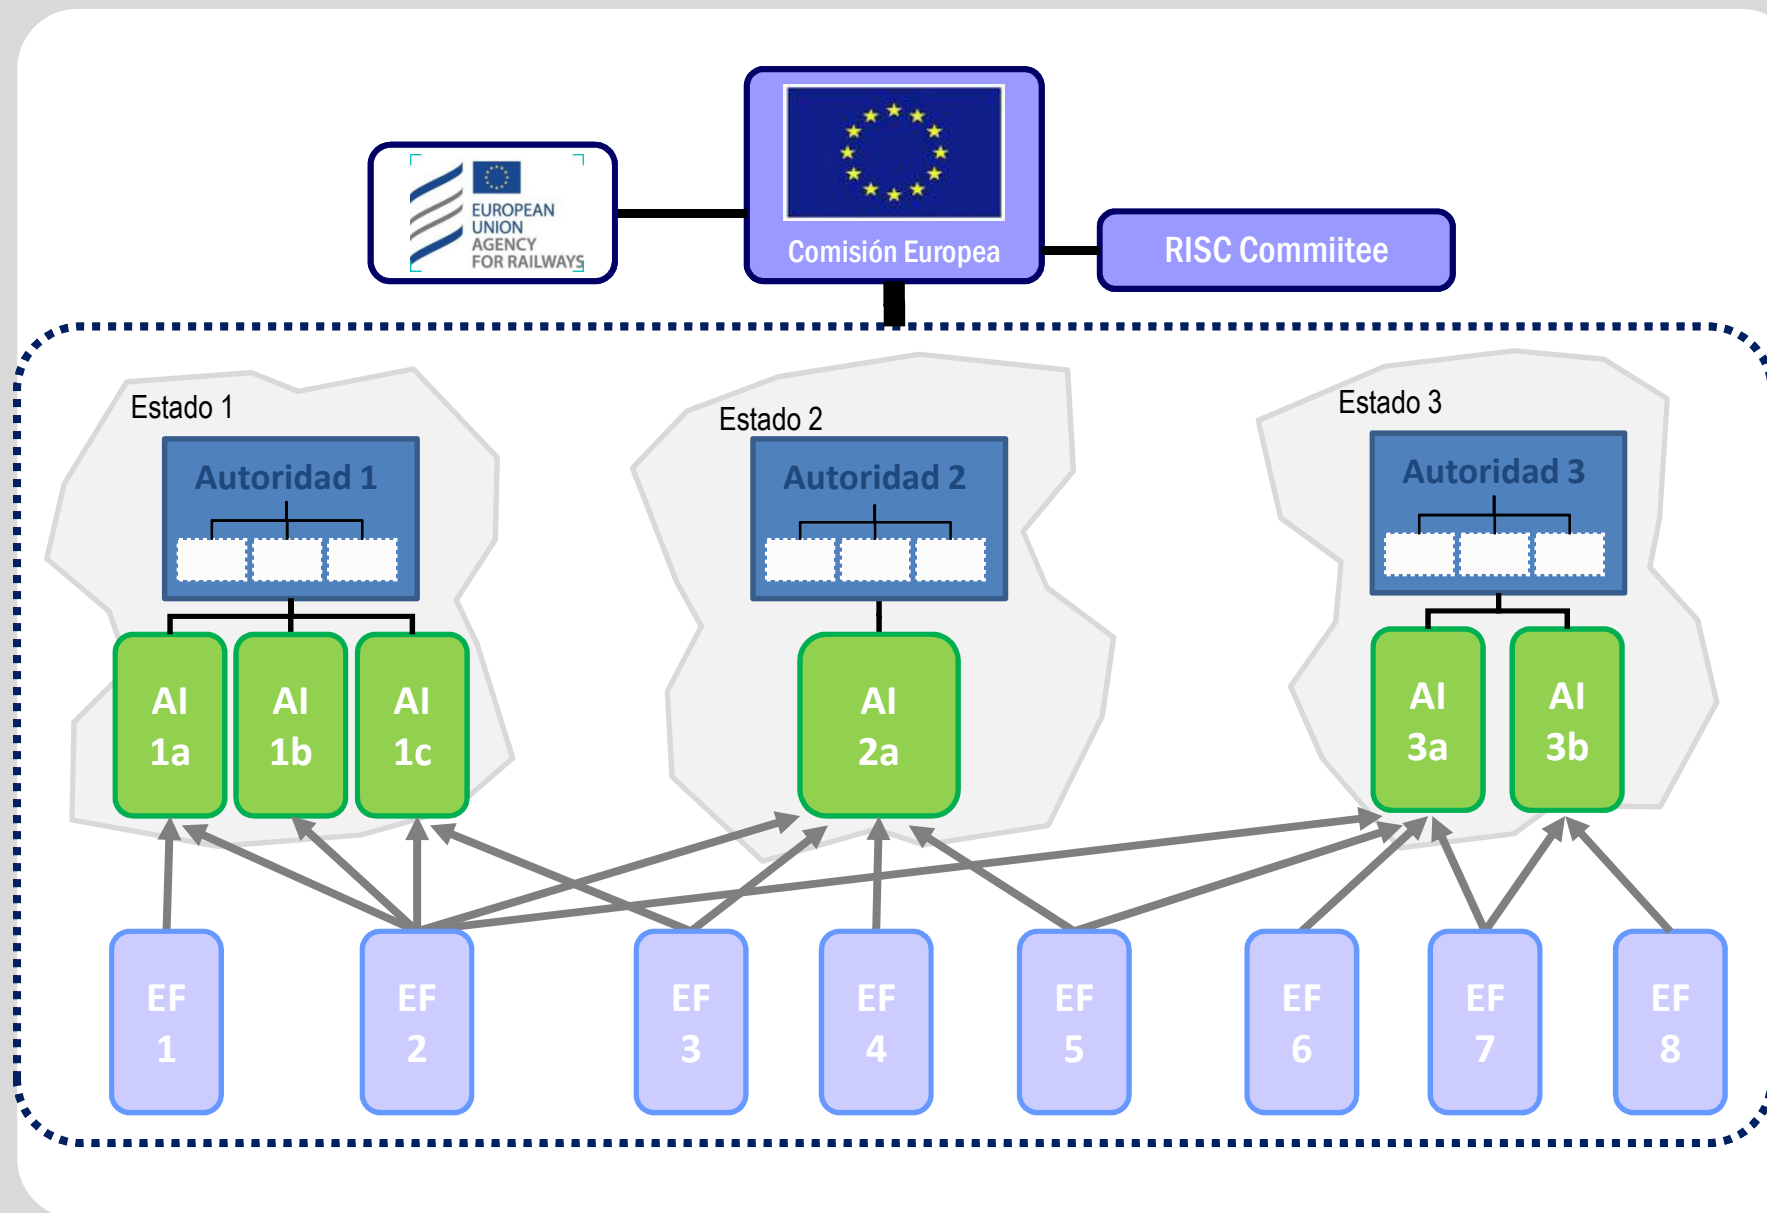 EUROPEAN
UNION
AGENCY
FOR RAILWAYS
Comisión Europea
RISC Commiitee
Estado 1
Estado 2
Estado 3
Autoridad 1
Autoridad 2
Autoridad 3
AI
1a
AI
1b
AI
1c
AI
2a
AI
3a
AI
3b
EF
1
EF
2
EF
3
EF
4
EF
5
EF
6
EF
7
EF
8